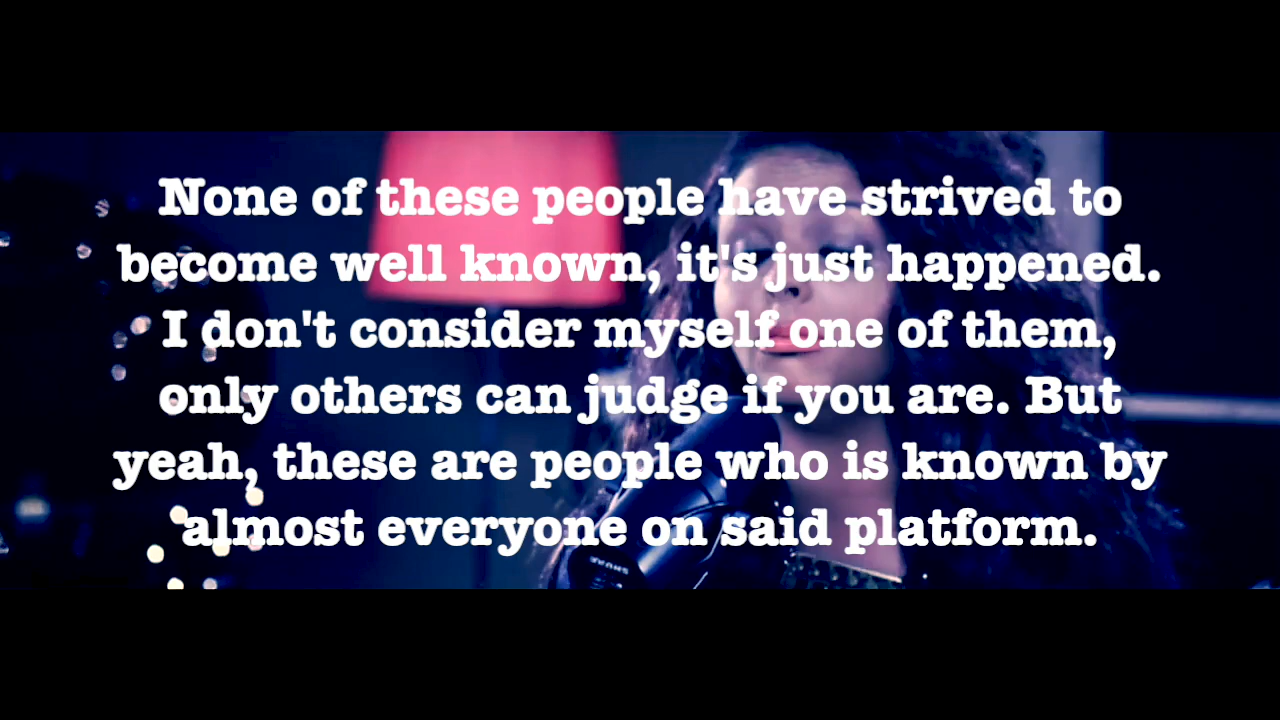 None of these people have strived to
become well known, it's just happened.
I don't consider myself one of them,
only others can judge if you are. But
yeah, these are people who is known by
almost everyone on said platform.
SHURE